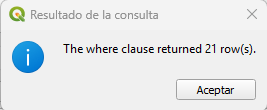 Resultado de la consulta
The where clause returned 21 row(s).
Aceptar